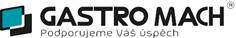 GASTRO MACH®
Podporujeme Váš úspěch